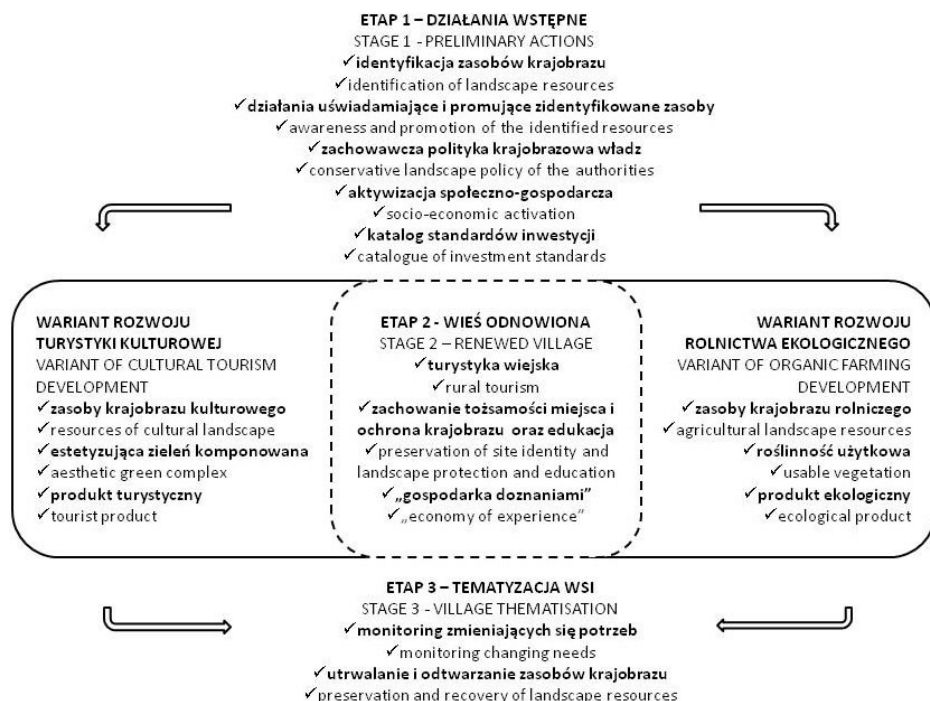 ETAP 1 – DZIAŁANIA WSTĘPNE
STAGE 1 - PRELIMINARY ACTIONS
✓identyfikacja zasobów krajobrazu
✓identification of landscape resources
✓działania uświadamiające i promujące zidentyfikowane zasoby
✓awareness and promotion of the identified resources
✓zachowawcza polityka krajobrazowa władz
✓conservative landscape policy of the authorities
✓aktywizacja społeczno-gospodarcza
✓socio-economic activation
✓katalog standardów inwestycji
✓catalogue of investment standards
WARIANT ROZWOJU
TURYSTYKI KULTUROWEJ
VARIANT OF CULTURAL TOURISM
DEVELOPMENT
✓zasoby krajobrazu kulturowego
✓resources of cultural landscape
✓estetyzująca zieleń komponowana
✓aesthetic green complex
✓produkt turystyczny
✓tourist product
ETAP 2 - WIEŚ ODNOWIONA
STAGE 2 – RENEWED VILLAGE
✓turystyka wiejska
✓rural tourism
✓zachowanie tożsamości miejsca i
ochrona krajobrazu oraz edukacja
✓preservation of site identity and
landscape protection and education
✓„gospodarka doznaniami”
✓„economy of experience”
WARIANT ROZWOJU
ROLNICTWA EKOLOGICZNEGO
VARIANT OF ORGANIC FARMING
DEVELOPMENT
✓zasoby krajobrazu rolniczego
✓agricultural landscape resources
✓roślinność użytkowa
✓usable vegetation
✓produkt ekologiczny
✓ecological product
ETAP 3 – TEMATYZACJA WSI
STAGE 3 - VILLAGE THEMATISATION
✓monitoring zmieniających się potrzeb
✓monitoring changing needs
✓utrwalanie i odtwarzanie zasobów krajobrazu
✓preservation and recovery of landscape resources